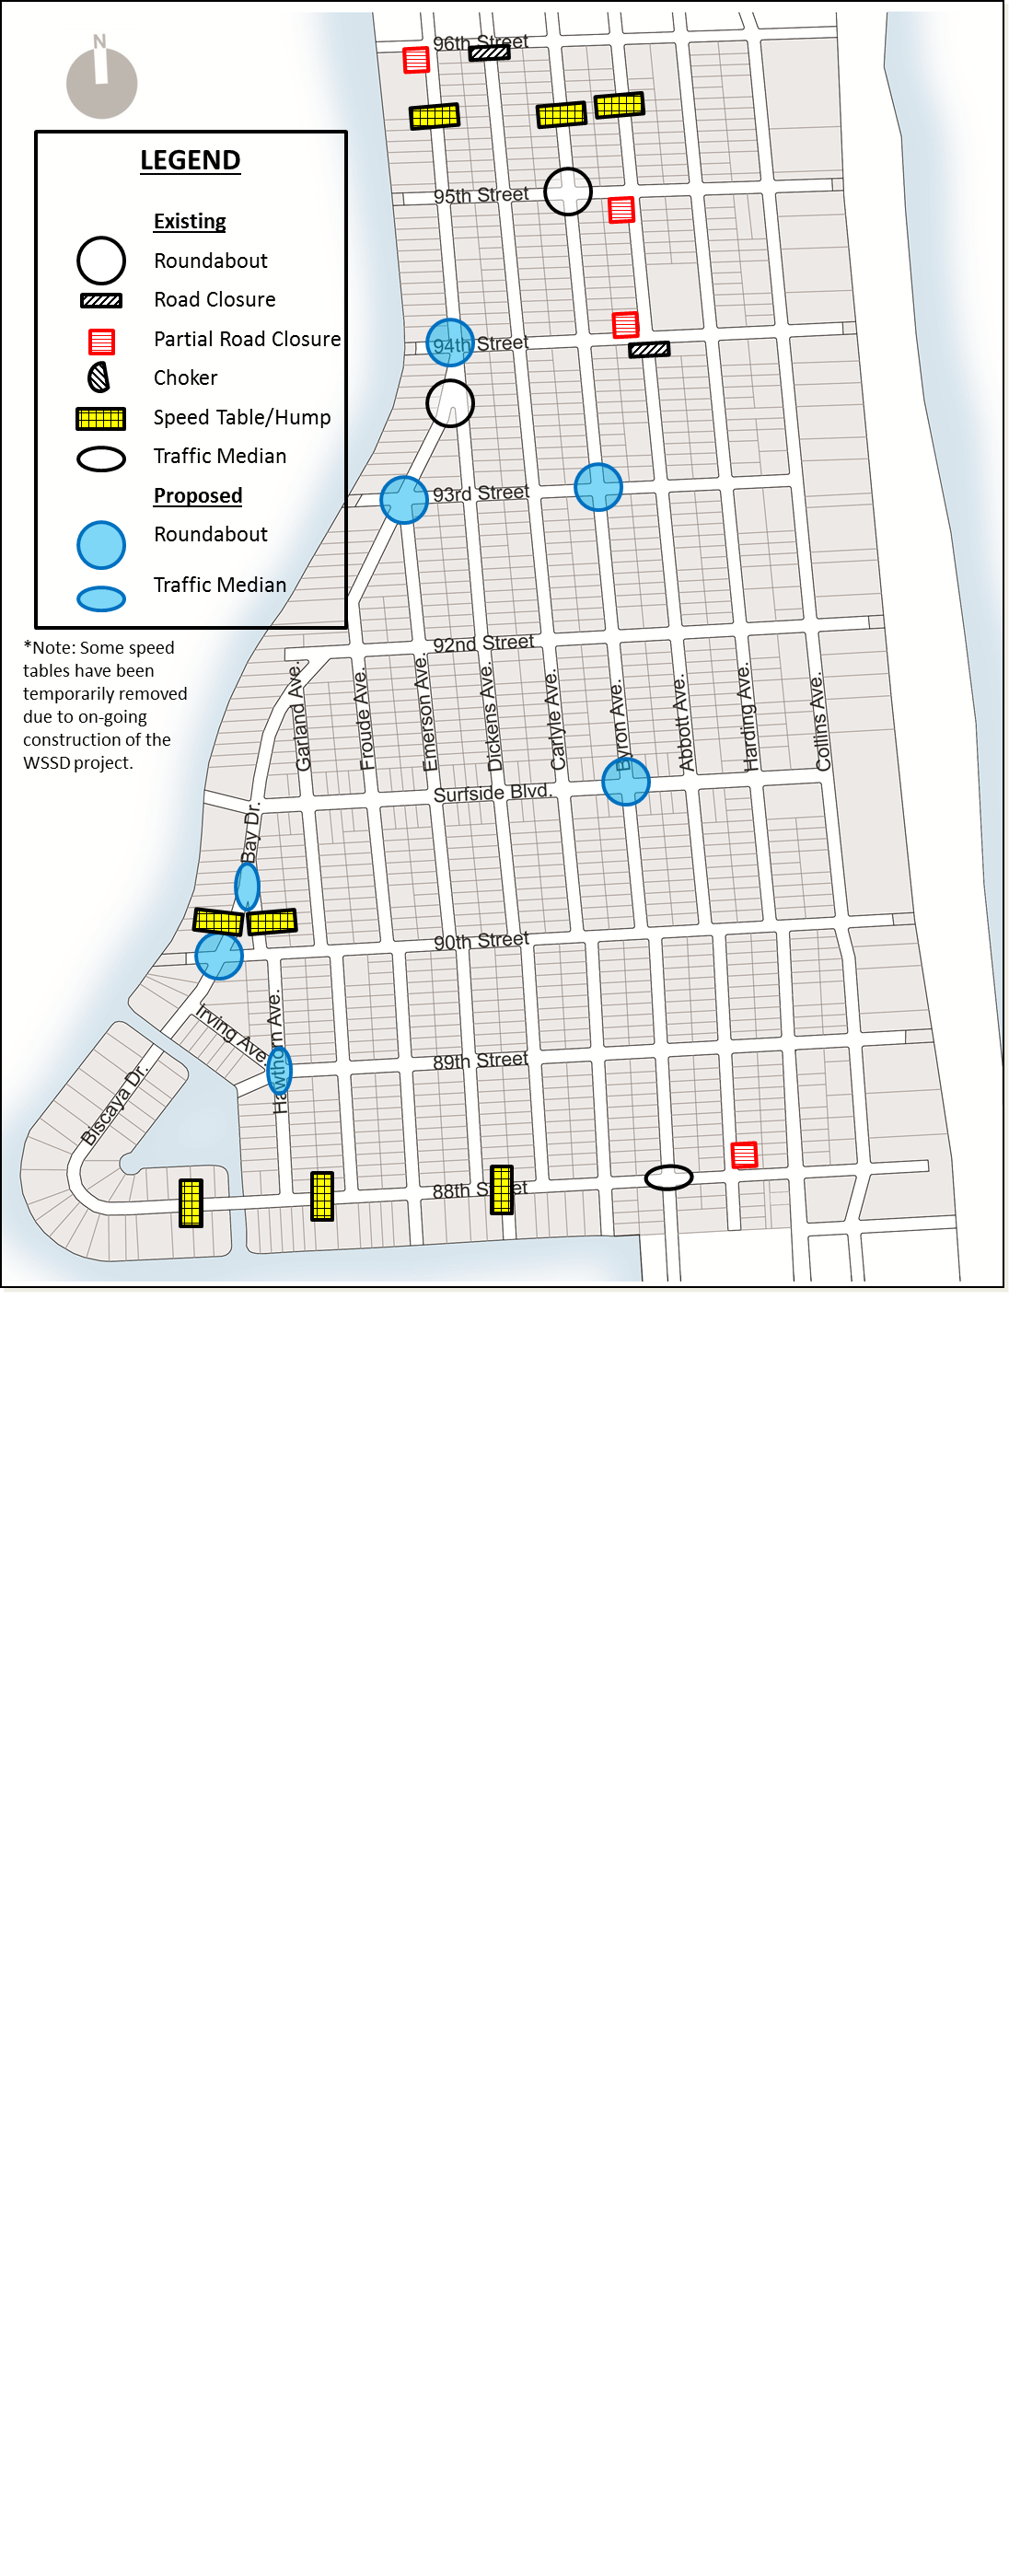 N
LEGEND
Existing
Roundabout
Road Closure
Partial Road Closure
Choker
Speed Table/Hump
Traffic Median
Proposed
Roundabout
Traffic Median
*Note: Some speed
tables have been
temporarily removed
due to on-going
construction of the
WSSD project.
96th Street
95th Street
94th Street
93rd Street
92nd Street
Garland Ave.
Froude Ave.
Emerson Ave.
Dickens Ave.
Carlyle Ave.
Byron Ave.
Abbott Ave.
Harding Ave.
Collins Ave.
Surfside Blvd.
Bay Dr.
90th Street
Irving Ave.
Hawthorn Ave.
89th Street
Biscaya Dr.
88th Street